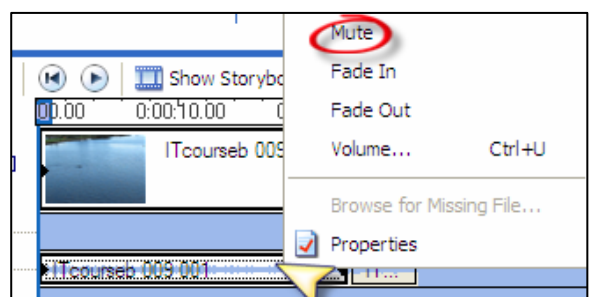 Mute
Fade In
Fade Out
Volume... Ctrl+U
Browse for Missing File...
Properties
Show Storybo
00.00 0:00:10.00
ITcourseb 009
ITcourseb 009 001
IT...